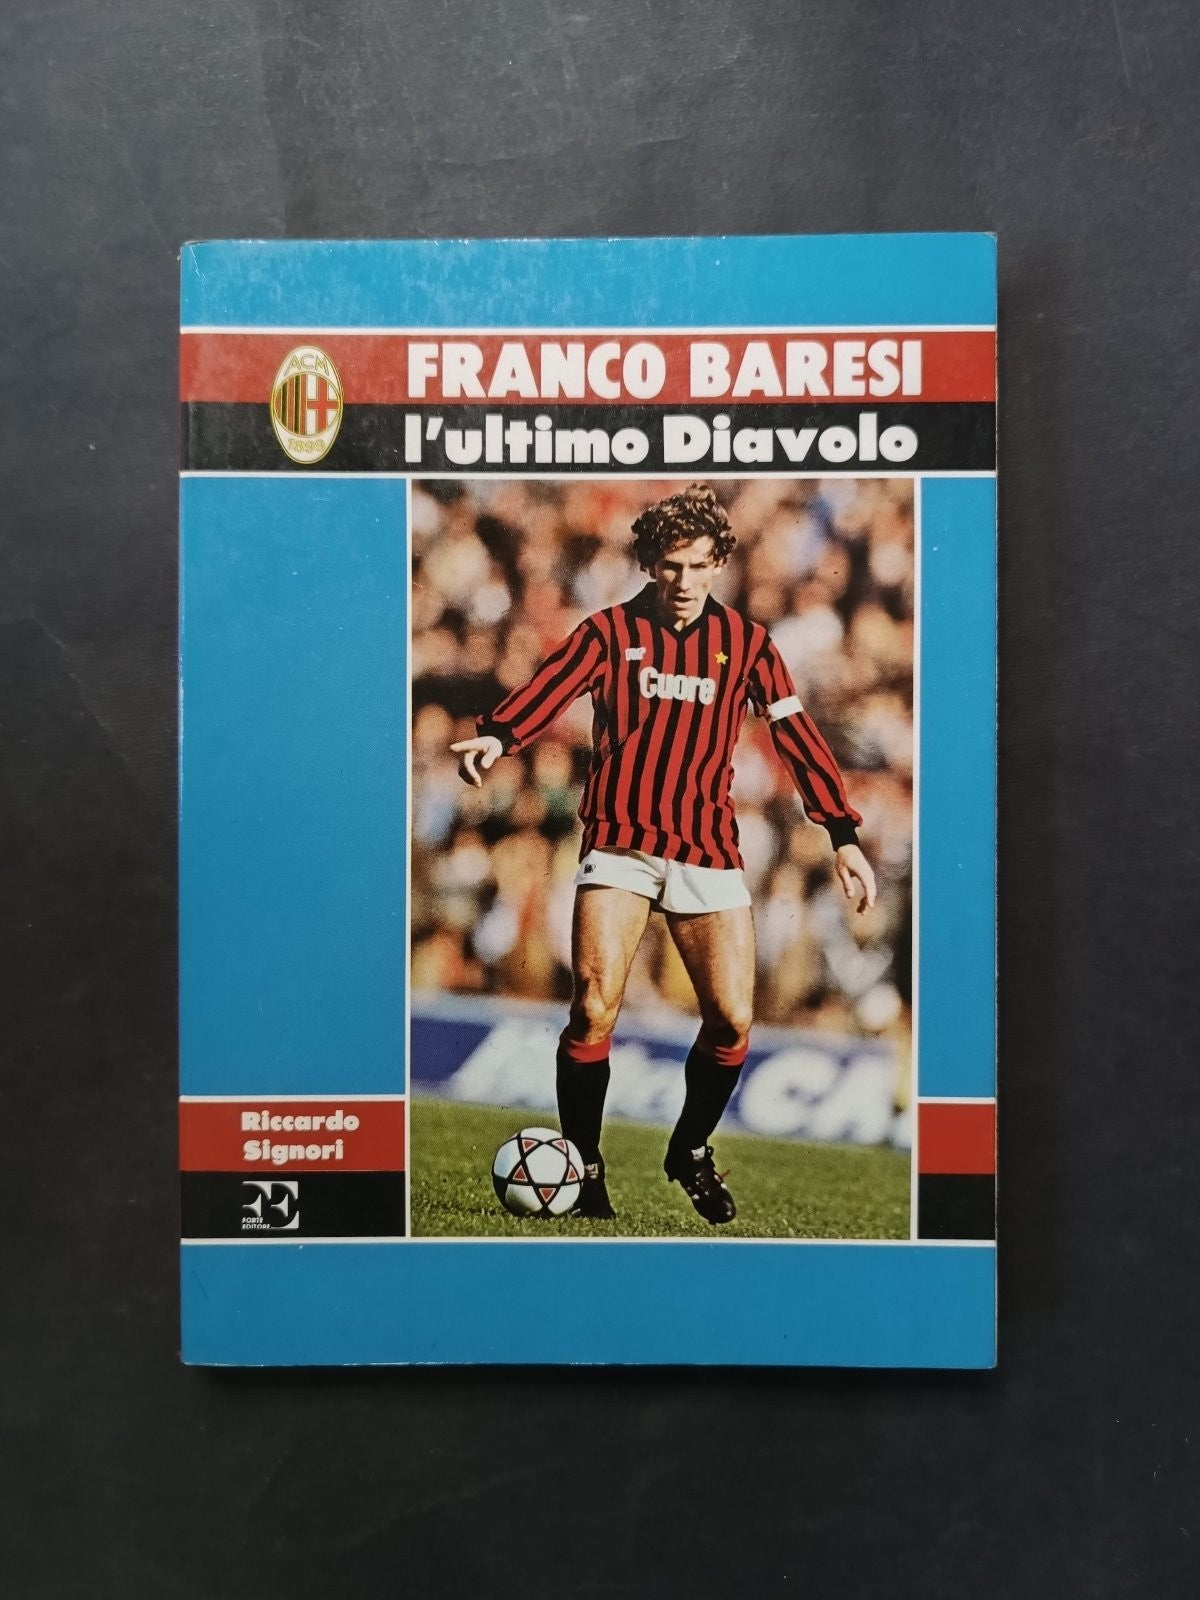 ACM
1899
FRANCO BARESI
l'ultimo Diavolo
Cuore
Riccardo
Signori
FORTE
EDITORE